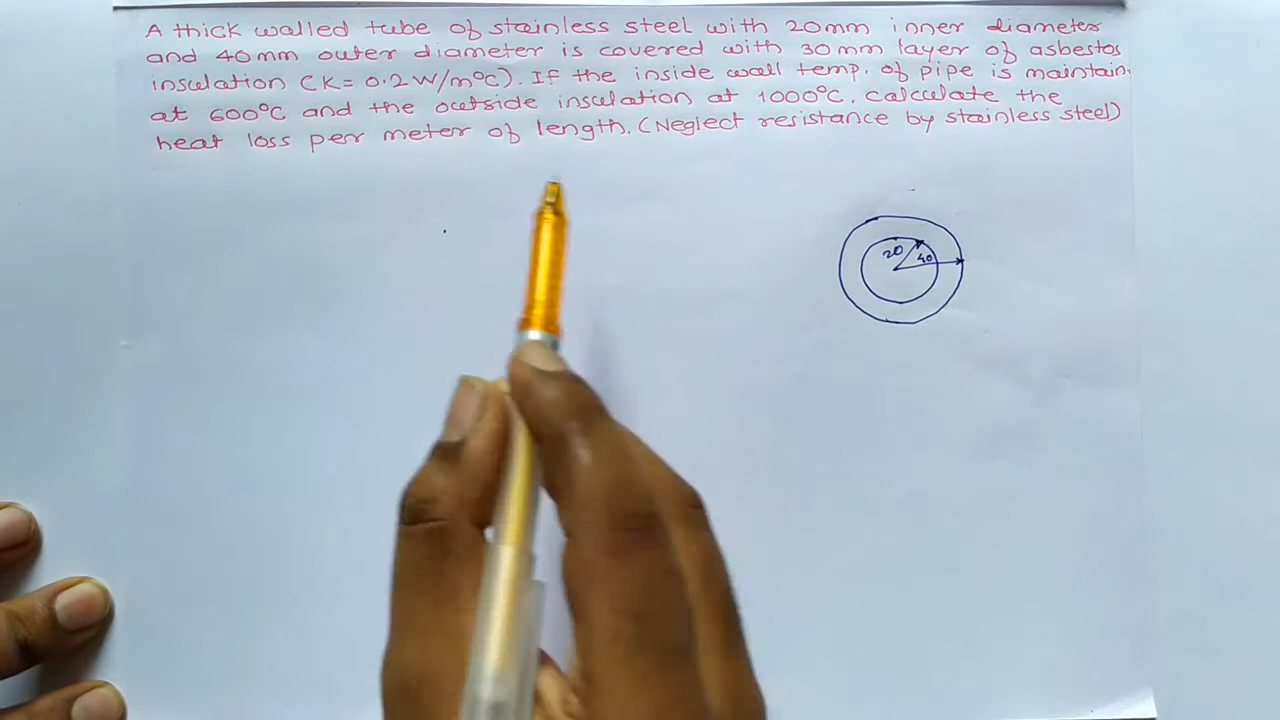 A thick walled tube of stainless steel with 20mm inner diameter
and 40mm outer diameter is covered with 30mm layer of asbestos
insulation (K= 0.2 W/m°C). If the inside wall temp. of pipe is maintain.
at 600°C and the outside insulation at 1000°C. calculate the
heat loss per meter of length. (Neglect resistance by stainless steel)
20
40